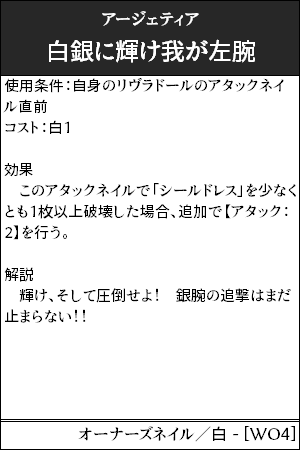 アージェティア
白銀に輝け我が左腕
使用条件：自身のリヴラドールのアタックネイ
ル直前
コスト：白1
効果
　このアタックネイルで「シールドレス」を少なく
とも1枚以上破壊した場合、追加で【アタック：
2】を行う。
解説
　輝け、そして圧倒せよ！　銀腕の追撃はまだ
止まらない！！
オーナーズネイル／白 - [WO4]